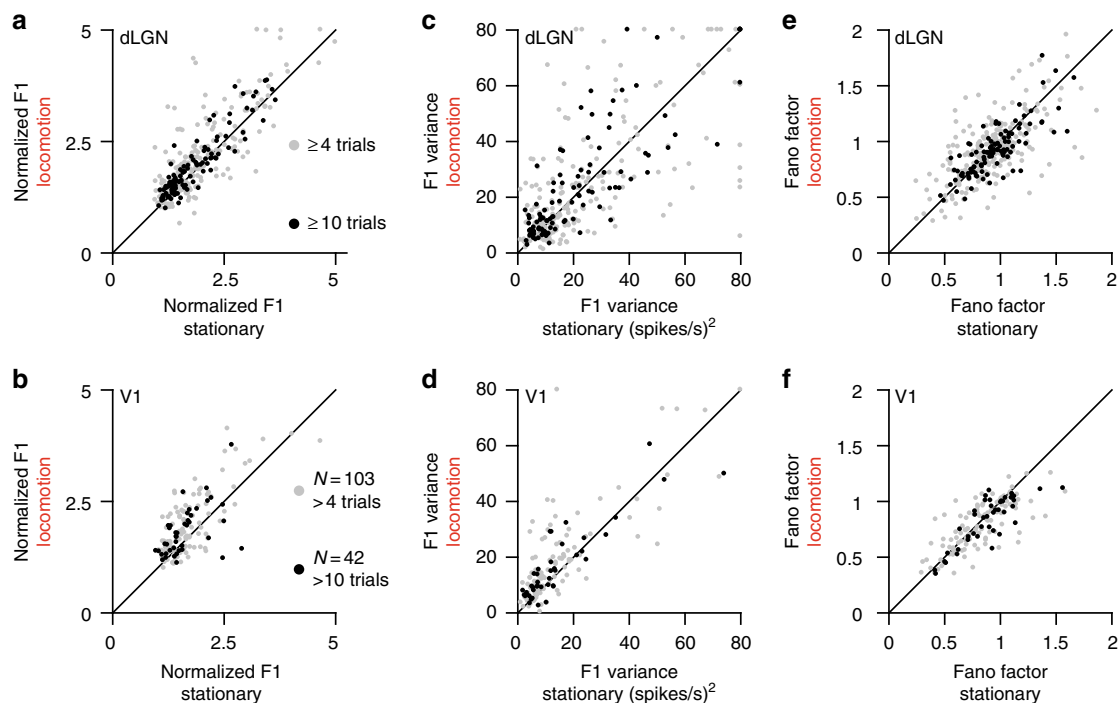 a
dLGN
5
2.5
0
Normalized F1
locomotion
≥4 trials
≥10 trials
0
2.5
5
Normalized F1
stationary
c
dLGN
80
60
40
20
0
F1 variance
locomotion
0
20
40
60
80
F1 variance
stationary (spikes/s)²
e
dLGN
2
1.5
1
0.5
0
Fano factor
locomotion
0
0.5
1
1.5
2
Fano factor
stationary
b
V1
5
2.5
0
Normalized F1
locomotion
N=103
>4 trials
N=42
>10 trials
0
2.5
5
Normalized F1
stationary
d
V1
80
60
40
20
0
F1 variance
locomotion
0
20
40
60
80
F1 variance
stationary (spikes/s)²
f
V1
2
1.5
1
0.5
0
Fano factor
locomotion
0
0.5
1
1.5
2
Fano factor
stationary